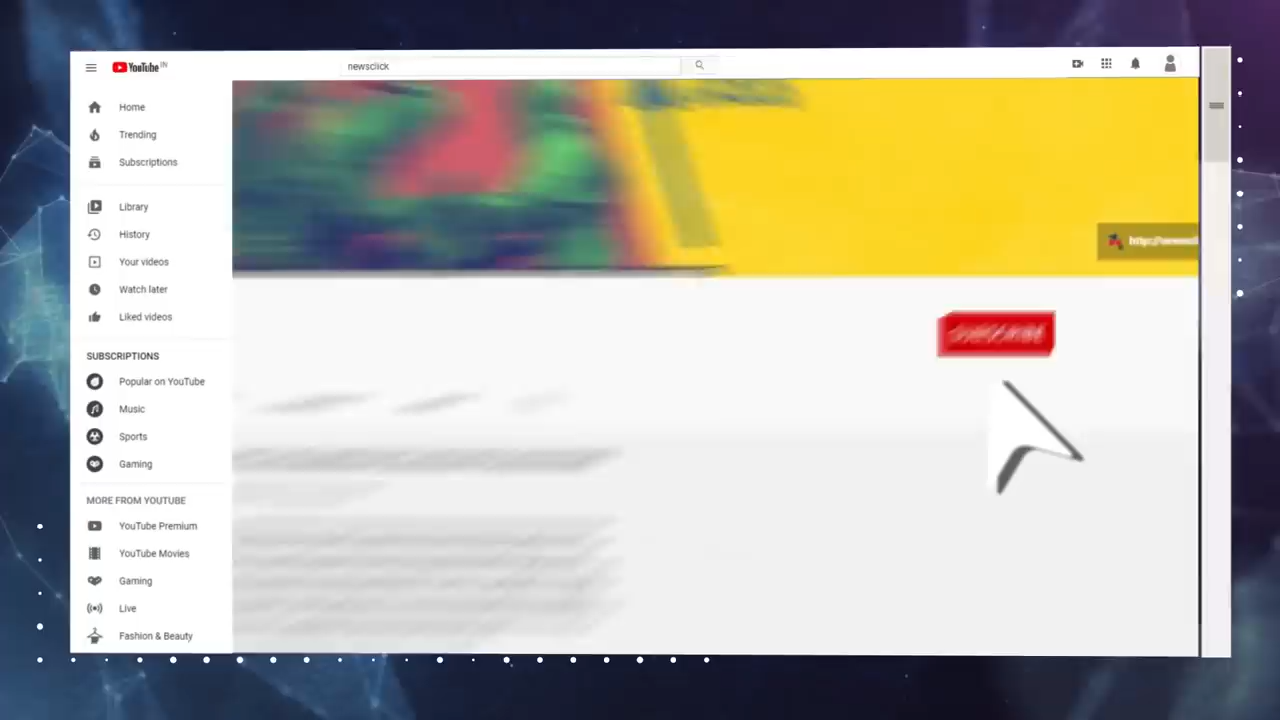 YouTube IN
newsclick
Home
Trending
Subscriptions
Library
History
Your videos
Watch later
Liked videos
SUBSCRIPTIONS
Popular on YouTube
Music
Sports
Gaming
MORE FROM YOUTUBE
YouTube Premium
YouTube Movies
Gaming
Live
Fashion & Beauty
SUBSCRIBE